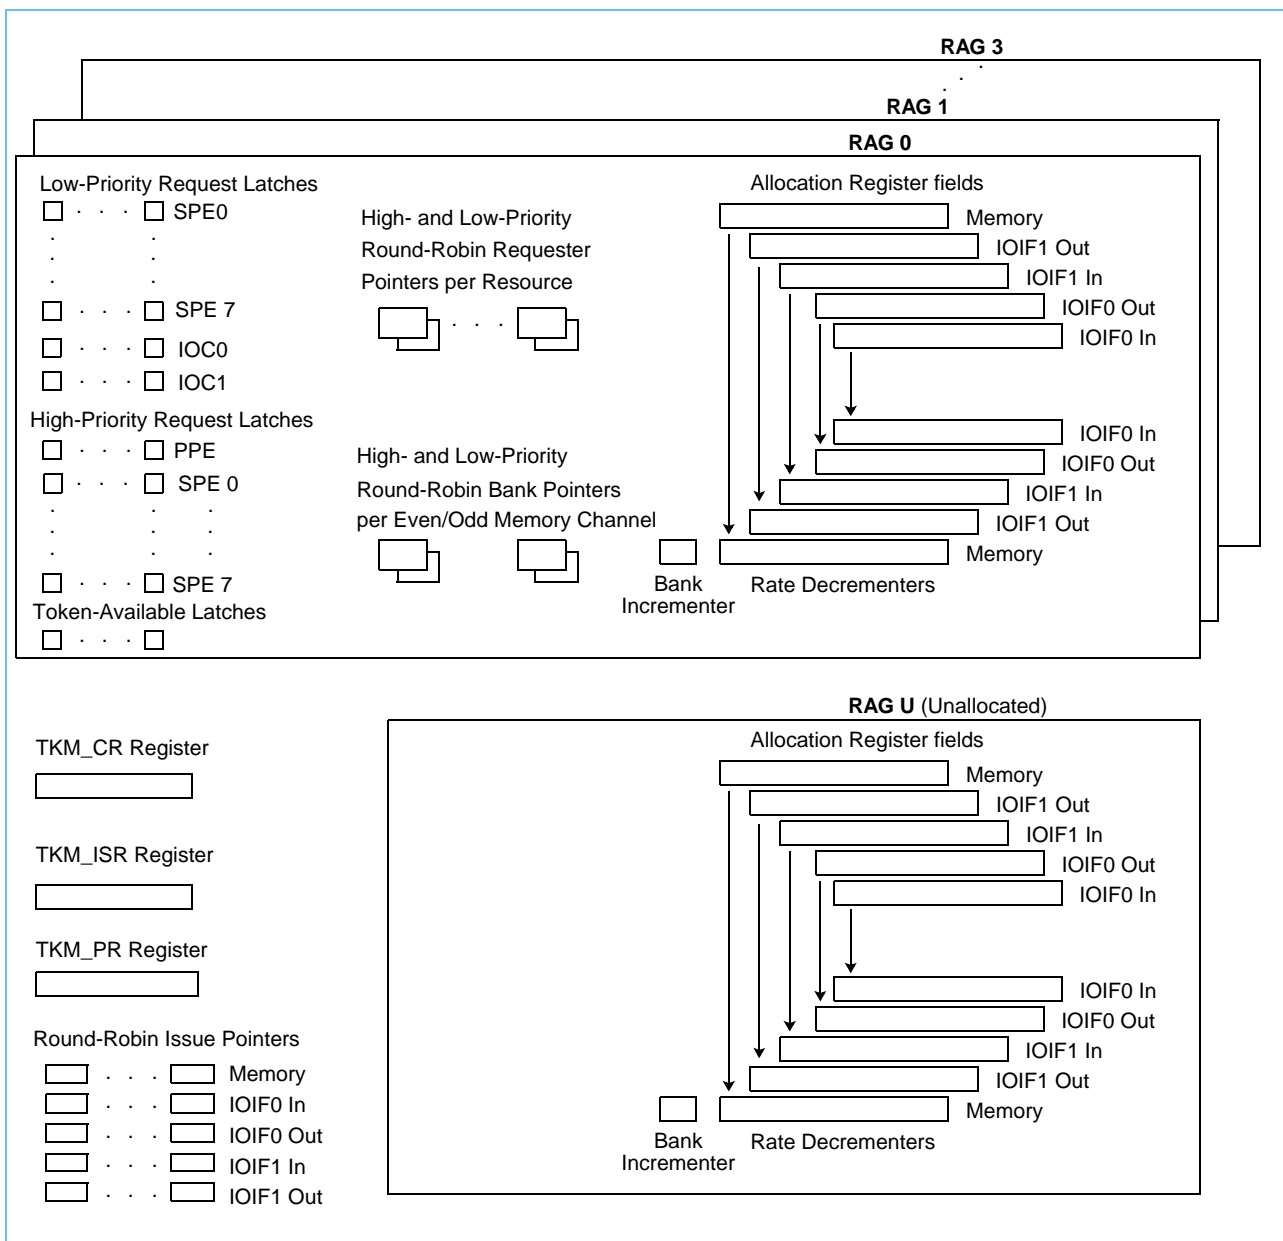 RAG 3
RAG 1
RAG 0
Low-Priority Request Latches
SPE0
SPE 7
IOC0
IOC1
High-Priority Request Latches
PPE
SPE 0
SPE 7
Token-Available Latches
High- and Low-Priority
Round-Robin Requester
Pointers per Resource
High- and Low-Priority
Round-Robin Bank Pointers
per Even/Odd Memory Channel
Allocation Register fields
Memory
IOIF1 Out
IOIF1 In
IOIF0 Out
IOIF0 In
IOIF0 In
IOIF0 Out
IOIF1 In
IOIF1 Out
Memory
Bank
Incrementer
Rate Decrementers
TKM_CR Register
TKM_ISR Register
TKM_PR Register
Round-Robin Issue Pointers
Memory
IOIF0 In
IOIF0 Out
IOIF1 In
IOIF1 Out
RAG U (Unallocated)
Allocation Register fields
Memory
IOIF1 Out
IOIF1 In
IOIF0 Out
IOIF0 In
IOIF0 In
IOIF0 Out
IOIF1 In
IOIF1 Out
Memory
Bank
Incrementer
Rate Decrementers